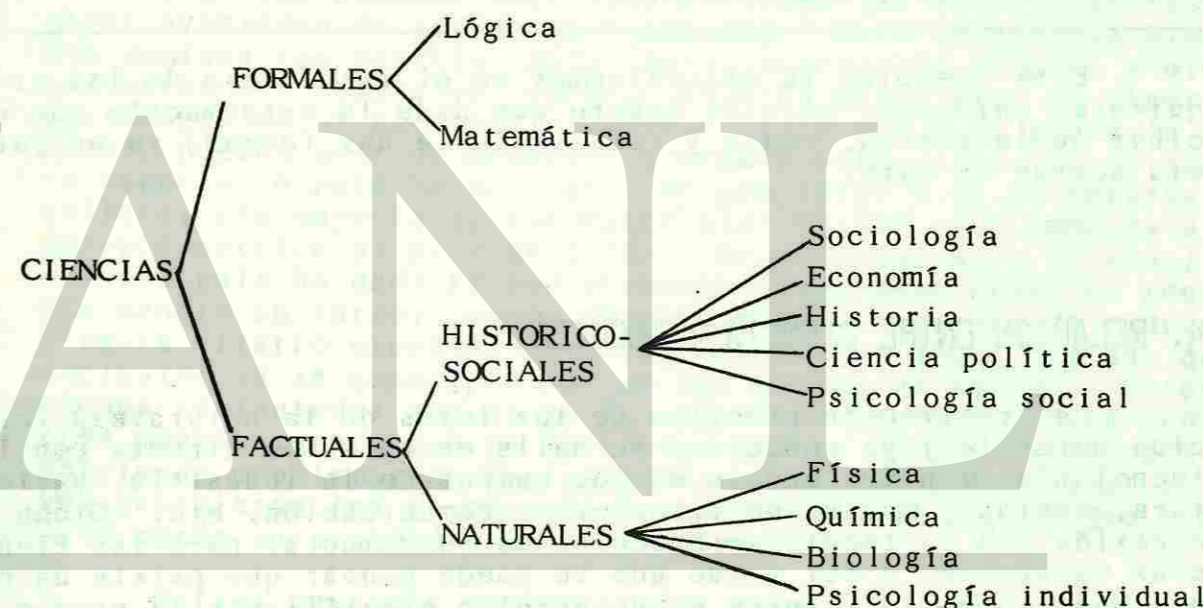 Lógica
FORMALES
Matemática
CIENCIAS
Sociología
Economía
HISTORICO-
Historia
SOCIALES
Ciencia política
Psicología social
FACTUALES
Física
NATURALES
Química
Biología
Psicología individual
ANL